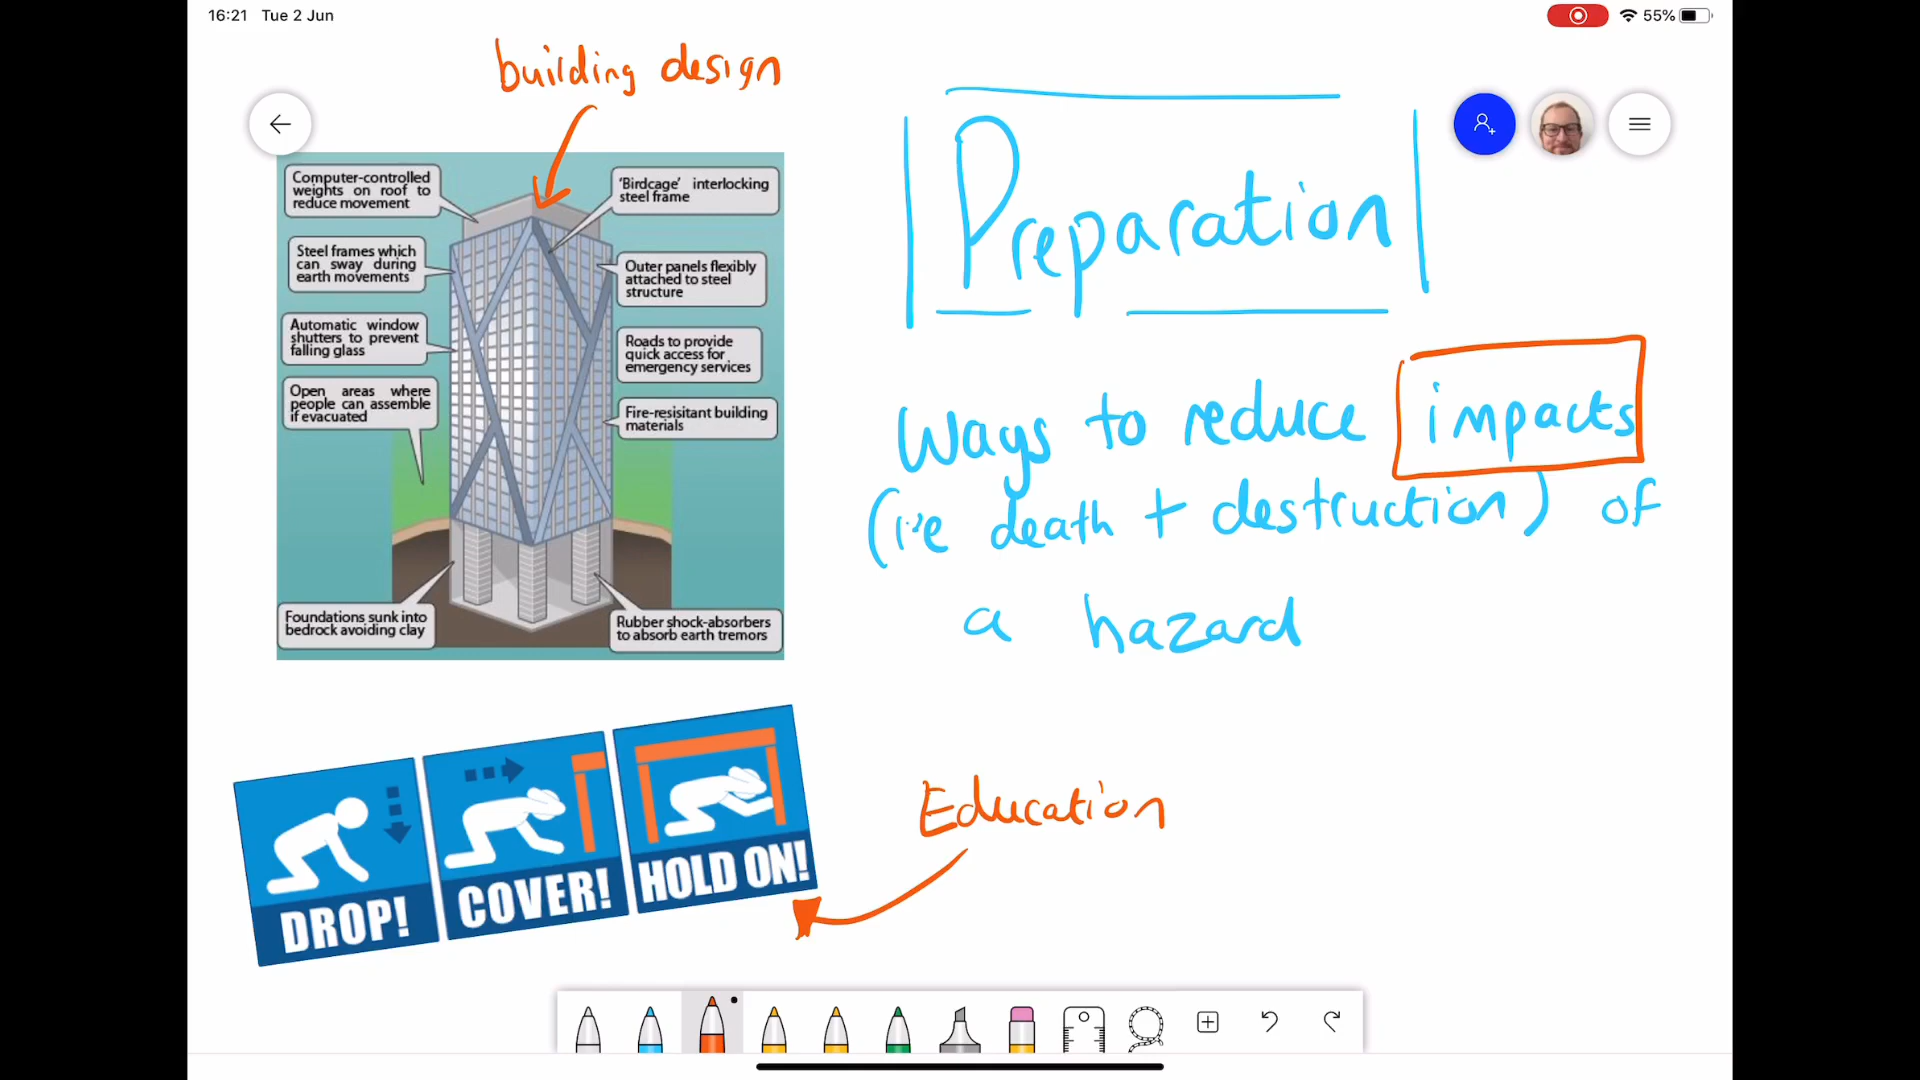 16:21 Tue 2 Jun
55%
building design
Computer-controlled
weights on roof to
reduce movement
'Birdcage' interlocking
steel frame
Steel frames which
can sway during
earth movements
Outer panels flexibly
attached to steel
structure
Automatic window
shutters to prevent
falling glass
Roads to provide
quick access for
emergency services
Open areas where
people can assemble
if evacuated
Fire-resisitant building
materials
Foundations sunk into
bedrock avoiding clay
Rubber shock-absorbers
to absorb earth tremors
Preparation
Ways to reduce impacts
(i.e death + destruction) of
a hazard
DROP!
COVER!
HOLD ON!
Education